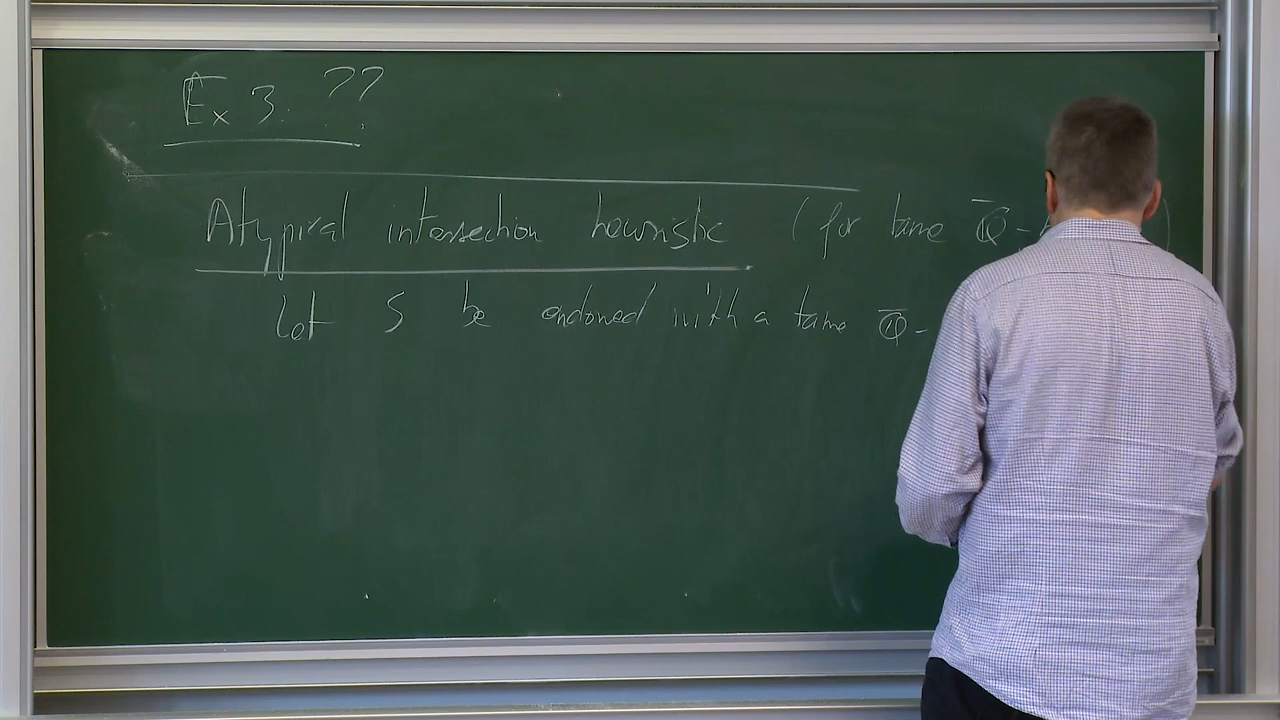 Ex 3. ??
Atypical intersection heuristic (for tame Q̅ - )
Let S be endowed with a tame Q̅ -